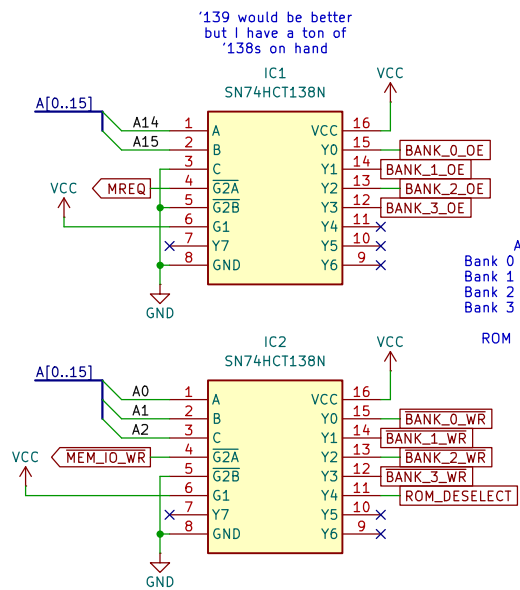 '139 would be better
but I have a ton of
'138s on hand
IC1
SN74HCT138N
VCC
A[0..15]
A14
1
A
VCC
16
A15
2
B
Y0
15
BANK_0_OE
3
C
Y1
14
BANK_1_OE
VCC
MREQ
4
G2A
Y2
13
BANK_2_OE
5
G2B
Y3
12
BANK_3_OE
6
G1
Y4
11
7
Y7
Y5
10
8
GND
Y6
9
GND
A
Bank 0
Bank 1
Bank 2
Bank 3
ROM
IC2
SN74HCT138N
VCC
A[0..15]
A0
1
A
VCC
16
A1
2
B
Y0
15
BANK_0_WR
A2
3
C
Y1
14
BANK_1_WR
VCC
MEM_IO_WR
4
G2A
Y2
13
BANK_2_WR
5
G2B
Y3
12
BANK_3_WR
6
G1
Y4
11
ROM_DESELECT
7
Y7
Y5
10
8
GND
Y6
9
GND